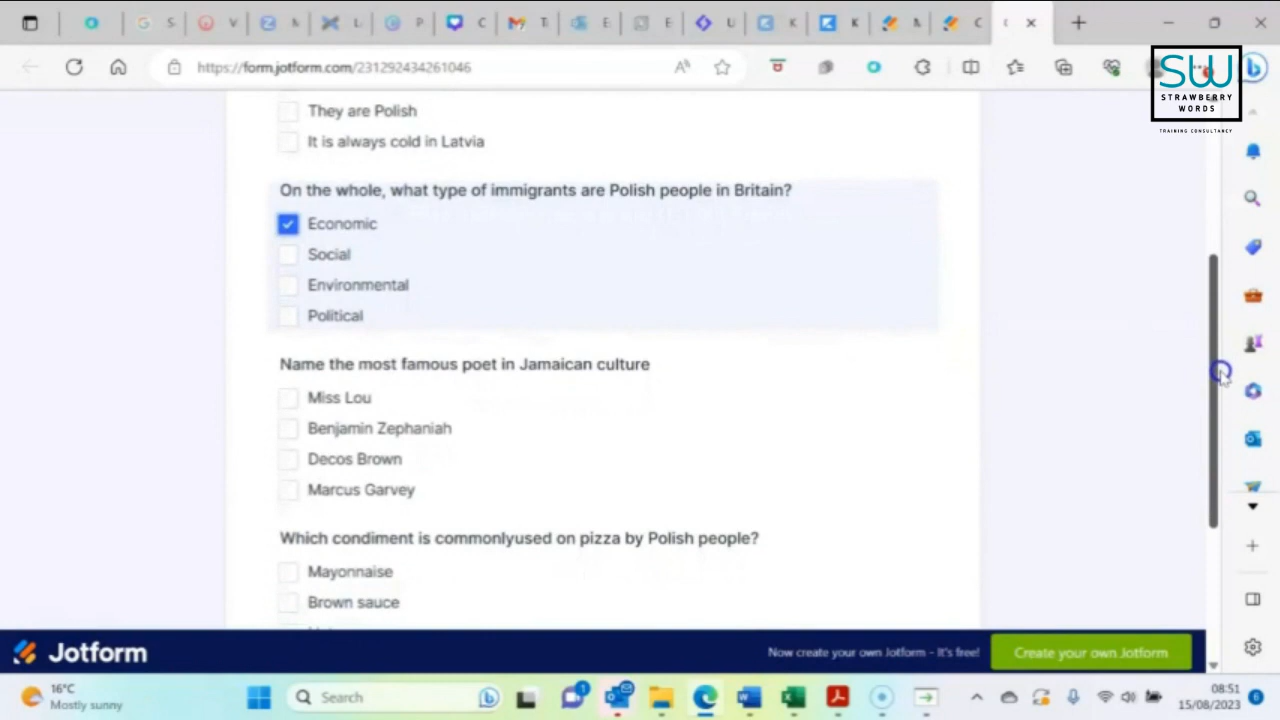 S
V
M
L
P
C
T
E
E
U
K
K
M
C
https://form.jotform.com/231292434261046
SW
STRAWBERRY
WORDS
TRAINING CONSULTANCY
They are Polish
It is always cold in Latvia
On the whole, what type of immigrants are Polish people in Britain?
Economic
Social
Environmental
Political
Name the most famous poet in Jamaican culture
Miss Lou
Benjamin Zephaniah
Decos Brown
Marcus Garvey
Which condiment is commonlyused on pizza by Polish people?
Mayonnaise
Brown sauce
Jotform
Now create your own Jotform - It's free!
Create your own Jotform
16°C
Mostly sunny
Search
1
08:51
15/08/2023
6